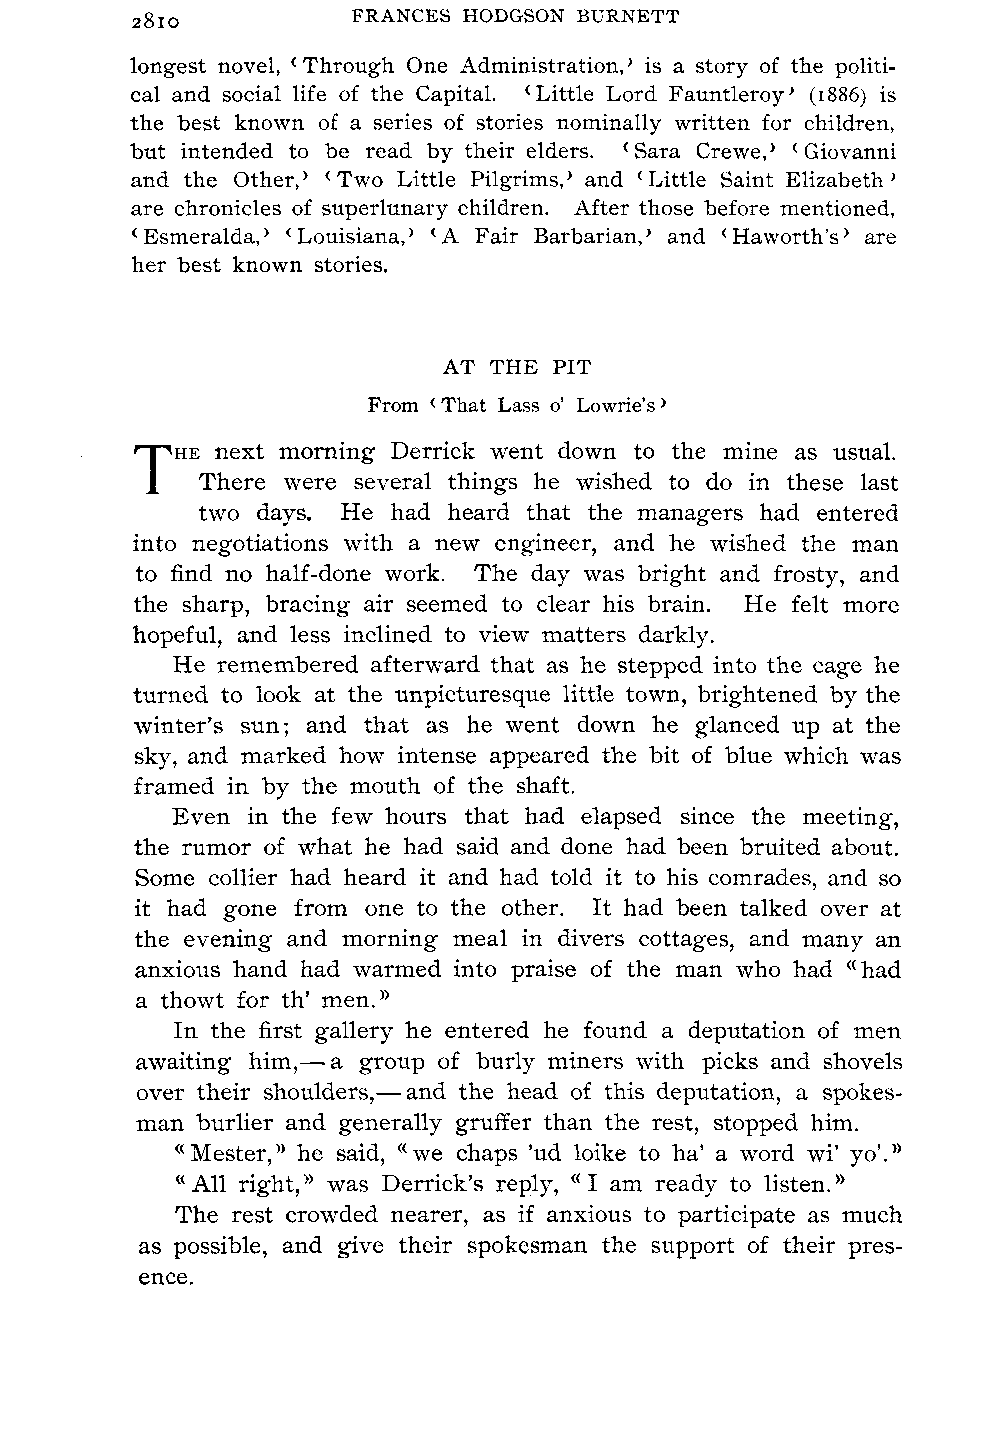 2810 FRANCES HODGSON BURNETT
longest novel, ‘Through One Administration,’ is a story of the politi-
cal and social life of the Capital. ‘Little Lord Fauntleroy’ (1886) is
the best known of a series of stories nominally written for children,
but intended to be read by their elders. ‘Sara Crewe,’ ‘Giovanni
and the Other,’ ‘Two Little Pilgrims,’ and ‘Little Saint Elizabeth’
are chronicles of superlunary children. After those before mentioned,
‘Esmeralda,’ ‘Louisiana,’ ‘A Fair Barbarian,’ and ‘Haworth's’ are
her best known stories.
AT THE PIT
From ‘That Lass o' Lowrie's’
THE next morning Derrick went down to the mine as usual.
There were several things he wished to do in these last
two days. He had heard that the managers had entered
into negotiations with a new engineer, and he wished the man
to find no half-done work. The day was bright and frosty, and
the sharp, bracing air seemed to clear his brain. He felt more
hopeful, and less inclined to view matters darkly.
He remembered afterward that as he stepped into the cage he
turned to look at the unpicturesque little town, brightened by the
winter's sun; and that as he went down he glanced up at the
sky, and marked how intense appeared the bit of blue which was
framed in by the mouth of the shaft.
Even in the few hours that had elapsed since the meeting,
the rumor of what he had said and done had been bruited about.
Some collier had heard it and had told it to his comrades, and so
it had gone from one to the other. It had been talked over at
the evening and morning meal in divers cottages, and many an
anxious hand had warmed into praise of the man who had “had
a thowt for th' men.”
In the first gallery he entered he found a deputation of men
awaiting him,—a group of burly miners with picks and shovels
over their shoulders,—and the head of this deputation, a spokes-
man burlier and generally gruffer than the rest, stopped him.
“Mester,” he said, “we chaps 'ud loike to ha' a word wi' yo'.”
“All right,” was Derrick's reply, “I am ready to listen.”
The rest crowded nearer, as if anxious to participate as much
as possible, and give their spokesman the support of their pres-
ence.